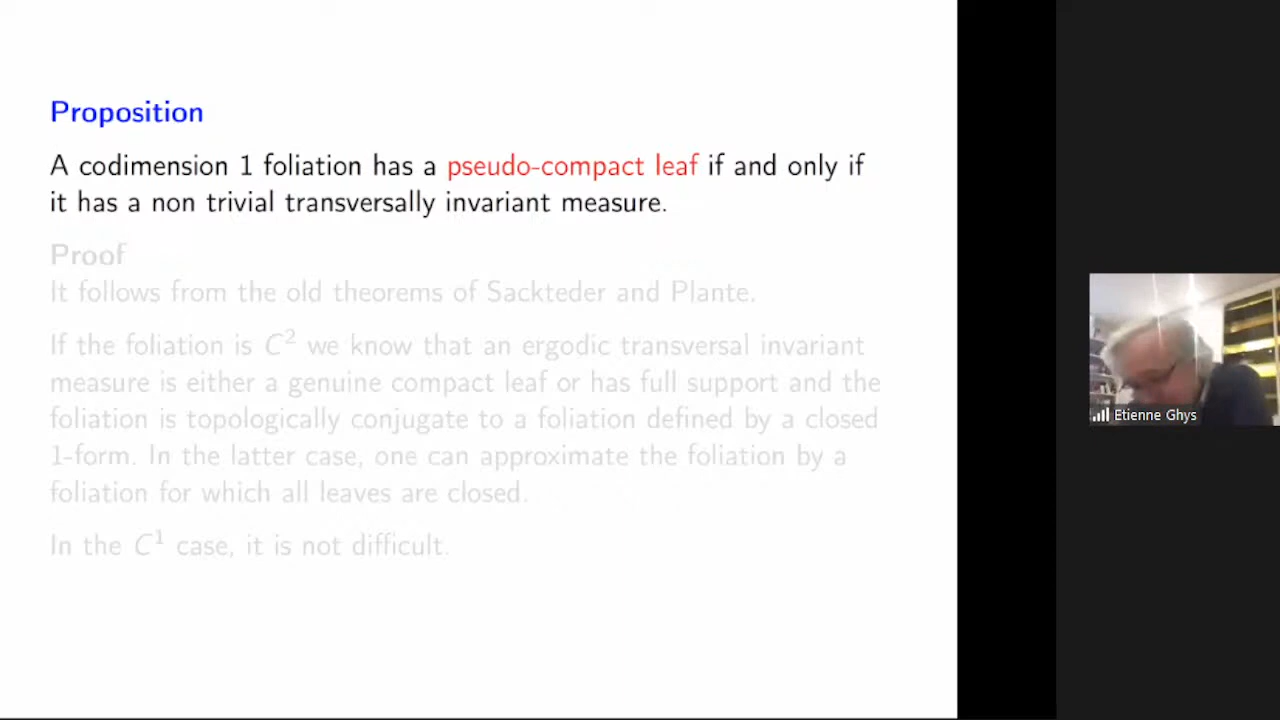 Proposition
A codimension 1 foliation has a pseudo-compact leaf if and only if
it has a non trivial transversally invariant measure.
Proof
It follows from the old theorems of Sackteder and Plante.
If the foliation is C² we know that an ergodic transversal invariant
measure is either a genuine compact leaf or has full support and the
foliation is topologically conjugate to a foliation defined by a closed
1-form. In the latter case, one can approximate the foliation by a
foliation for which all leaves are closed.
In the C¹ case, it is not difficult.
Etienne Ghys